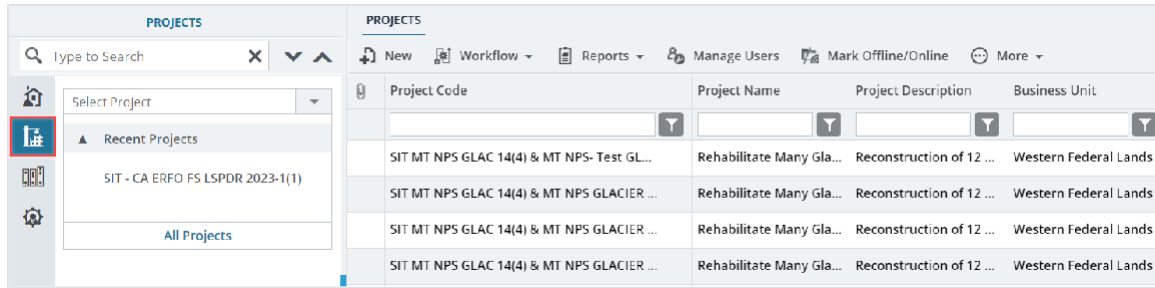 PROJECTS
Type to Search
Select Project
Recent Projects
SIT - CA ERFO FS LSPDR 2023-1(1)
All Projects
PROJECTS
New Workflow Reports Manage Users Mark Offline/Online More
Project Code Project Name Project Description Business Unit
SIT MT NPS GLAC 14(4) & MT NPS- Test GL... Rehabilitate Many Gla... Reconstruction of 12 ... Western Federal Lands
SIT MT NPS GLAC 14(4) & MT NPS GLACIER ... Rehabilitate Many Gla... Reconstruction of 12 ... Western Federal Lands
SIT MT NPS GLAC 14(4) & MT NPS GLACIER ... Rehabilitate Many Gla... Reconstruction of 12 ... Western Federal Lands
SIT MT NPS GLAC 14(4) & MT NPS GLACIER ... Rehabilitate Many Gla... Reconstruction of 12 ... Western Federal Lands